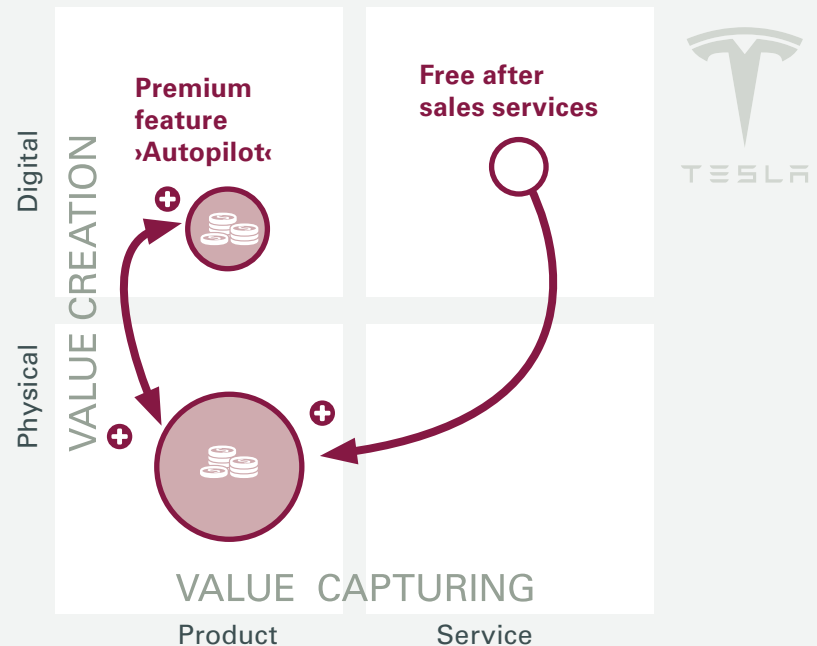 Premium
feature
›Autopilot‹
Free after
sales services
TESLA
Digital
Physical
VALUE CREATION
VALUE CAPTURING
Product
Service